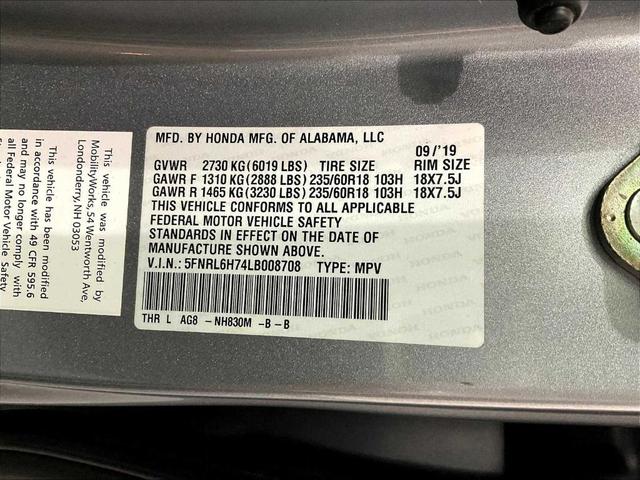 This vehicle was modified by
MobilityWorks, 54 Wentworth Ave,
Londonderry, NH 03053
This vehicle has been modified
in accordance with 49 CFR 595.6
and may no longer comply with
all Federal Motor Vehicle Safety
MFD. BY HONDA MFG. OF ALABAMA, LLC
09/'19
GVWR 2730 KG (6019 LBS) TIRE SIZE RIM SIZE
GAWR F 1310 KG (2888 LBS) 235/60R18 103H 18X7.5J
GAWR R 1465 KG (3230 LBS) 235/60R18 103H 18X7.5J
THIS VEHICLE CONFORMS TO ALL APPLICABLE
FEDERAL MOTOR VEHICLE SAFETY
STANDARDS IN EFFECT ON THE DATE OF
MANUFACTURE SHOWN ABOVE.
V.I.N.: 5FNRL6H74LB008708 TYPE: MPV
THR L AG8 - NH830M - B - B